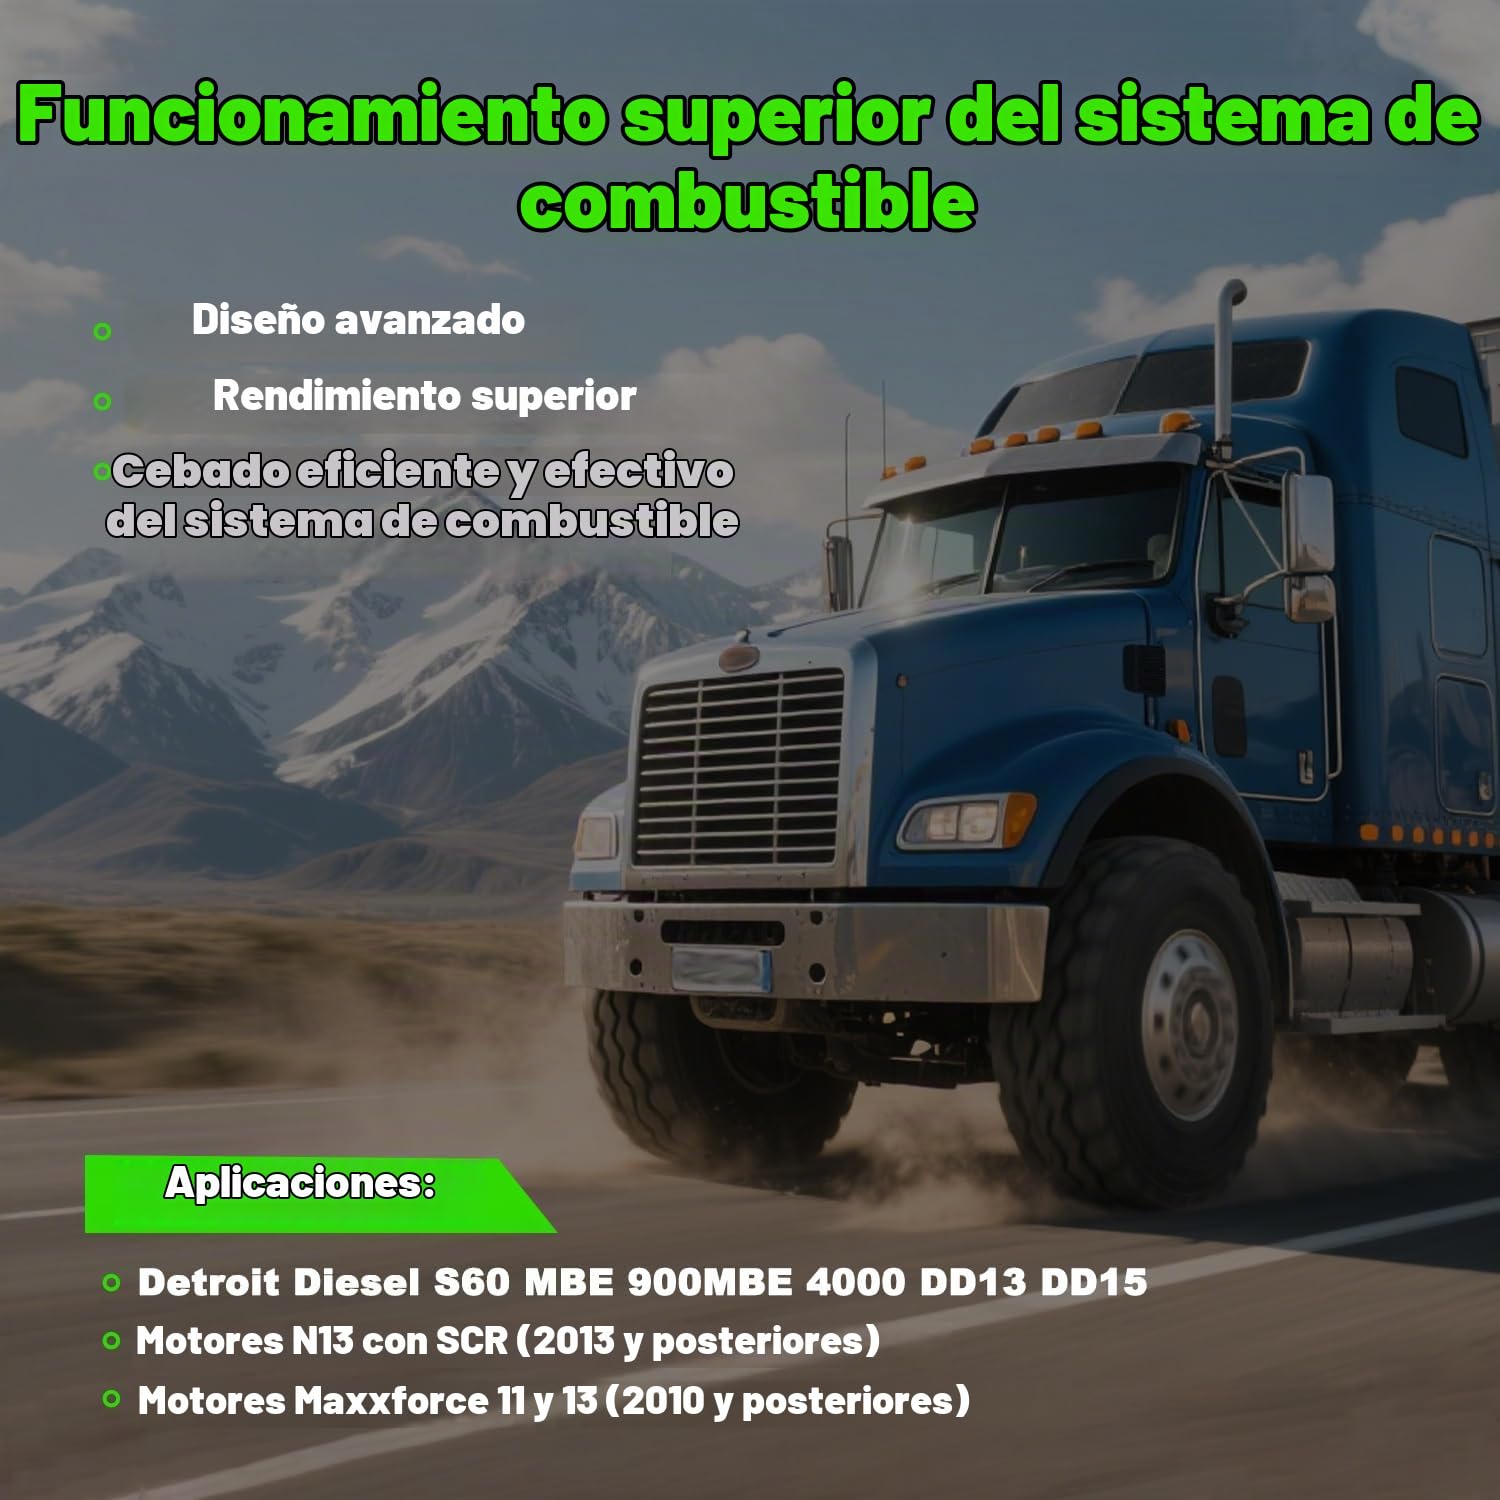 Funcionamiento superior del sistema de
combustible
Diseño avanzado
Rendimiento superior
Cebado eficiente y efectivo
del sistema de combustible
Aplicaciones:
Detroit Diesel S60 MBE 900MBE 4000 DD13 DD15
Motores N13 con SCR (2013 y posteriores)
Motores Maxxforce 11 y 13 (2010 y posteriores)